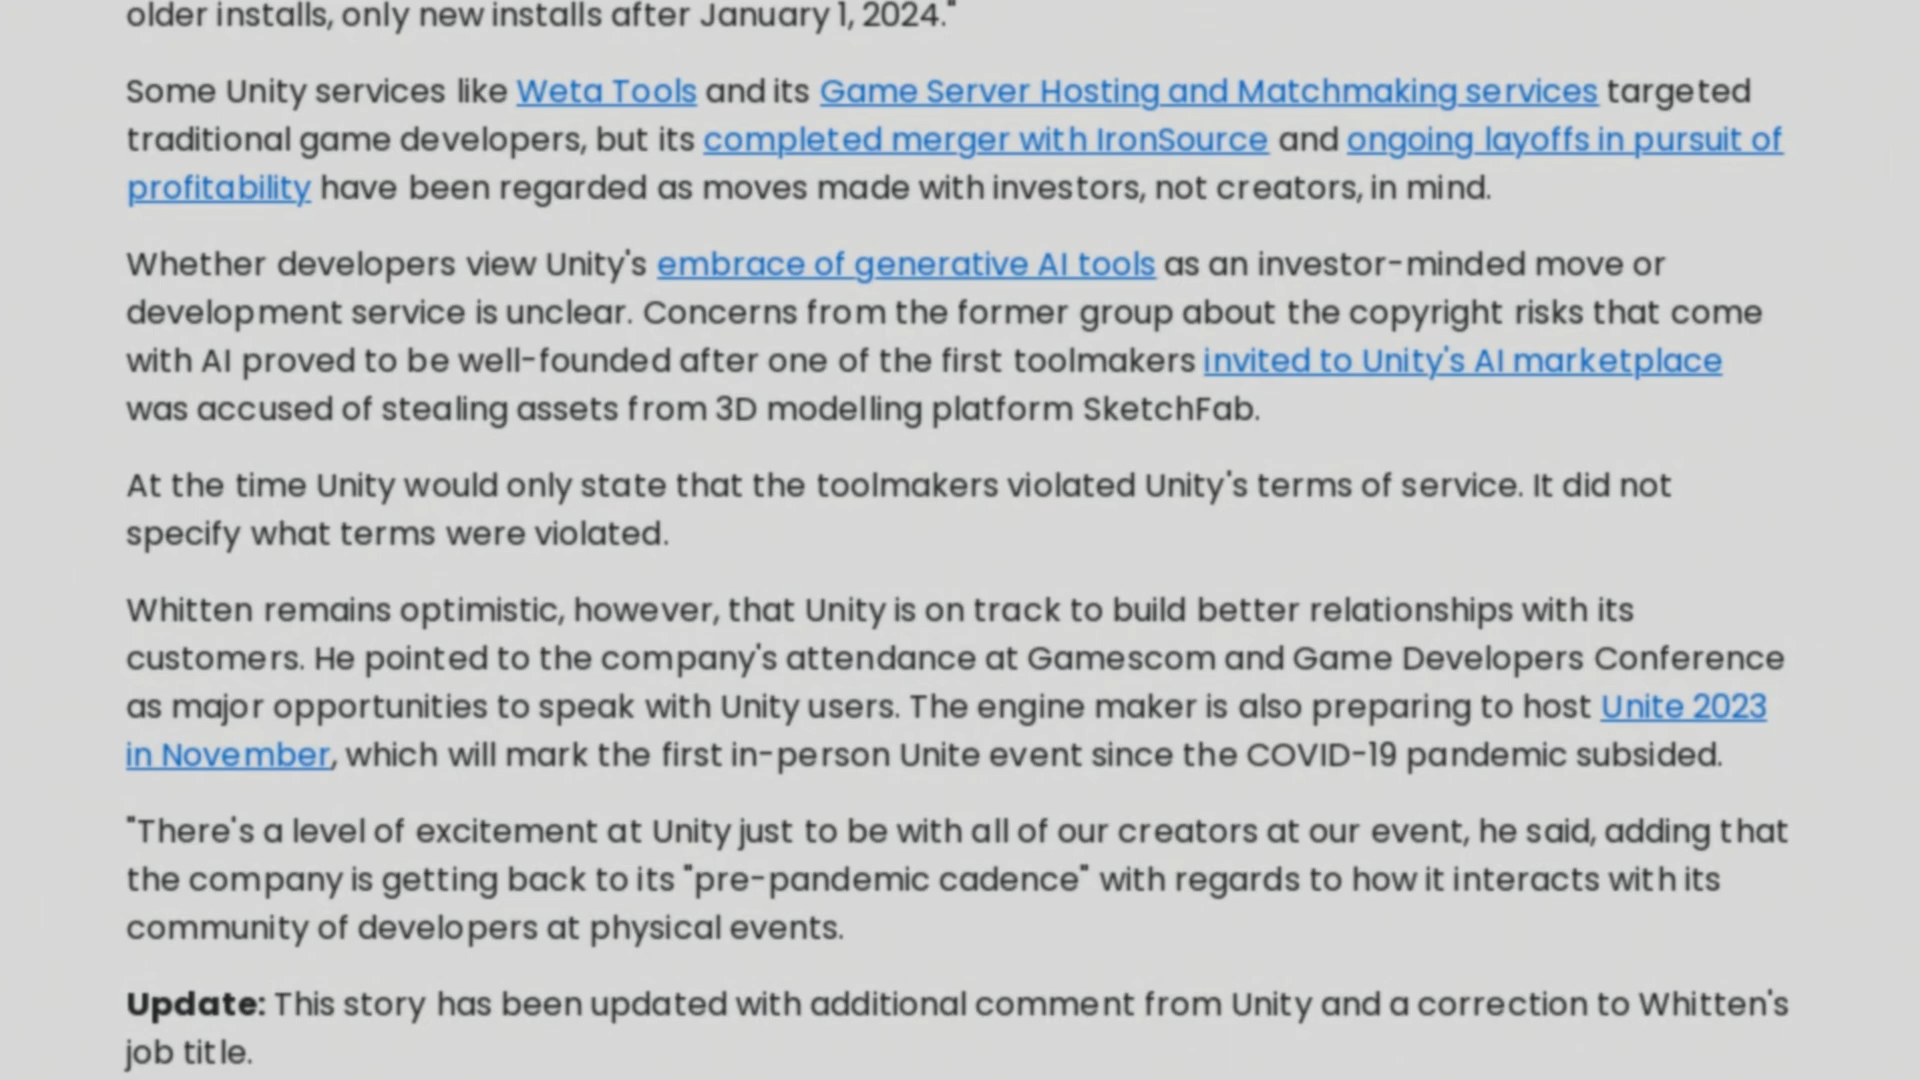 older installs, only new installs after January 1, 2024."
Some Unity services like Weta Tools and its Game Server Hosting and Matchmaking services targeted
traditional game developers, but its completed merger with IronSource and ongoing layoffs in pursuit of
profitability have been regarded as moves made with investors, not creators, in mind.
Whether developers view Unity's embrace of generative AI tools as an investor-minded move or
development service is unclear. Concerns from the former group about the copyright risks that come
with AI proved to be well-founded after one of the first toolmakers invited to Unity's AI marketplace
was accused of stealing assets from 3D modelling platform SketchFab.
At the time Unity would only state that the toolmakers violated Unity's terms of service. It did not
specify what terms were violated.
Whitten remains optimistic, however, that Unity is on track to build better relationships with its
customers. He pointed to the company's attendance at Gamescom and Game Developers Conference
as major opportunities to speak with Unity users. The engine maker is also preparing to host Unite 2023
in November, which will mark the first in-person Unite event since the COVID-19 pandemic subsided.
"There's a level of excitement at Unity just to be with all of our creators at our event, he said, adding that
the company is getting back to its "pre-pandemic cadence" with regards to how it interacts with its
community of developers at physical events.
Update: This story has been updated with additional comment from Unity and a correction to Whitten's
job title.